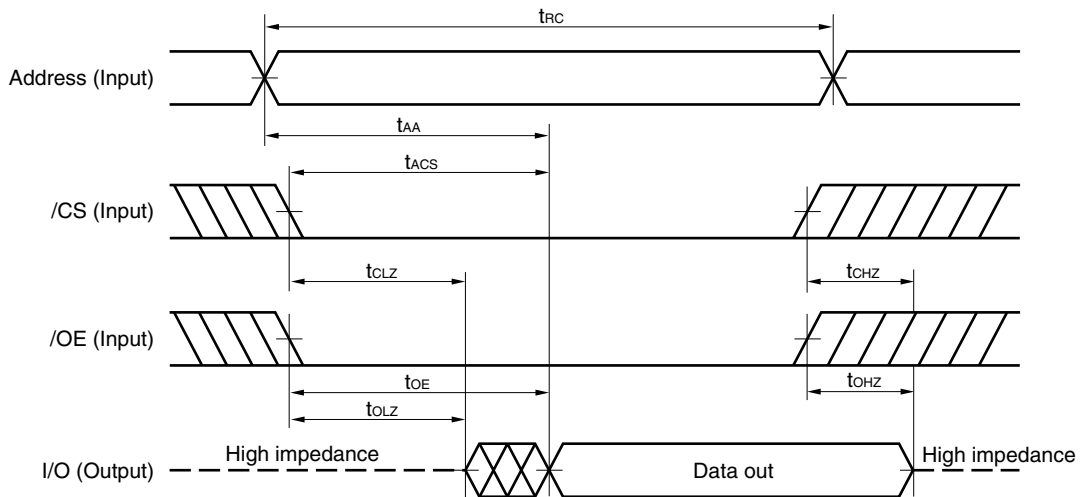 tRC
Address (Input)
tAA
tACS
/CS (Input)
tCLZ
tCHZ
/OE (Input)
tOE
tOHZ
tOLZ
High impedance
High impedance
I/O (Output)
Data out